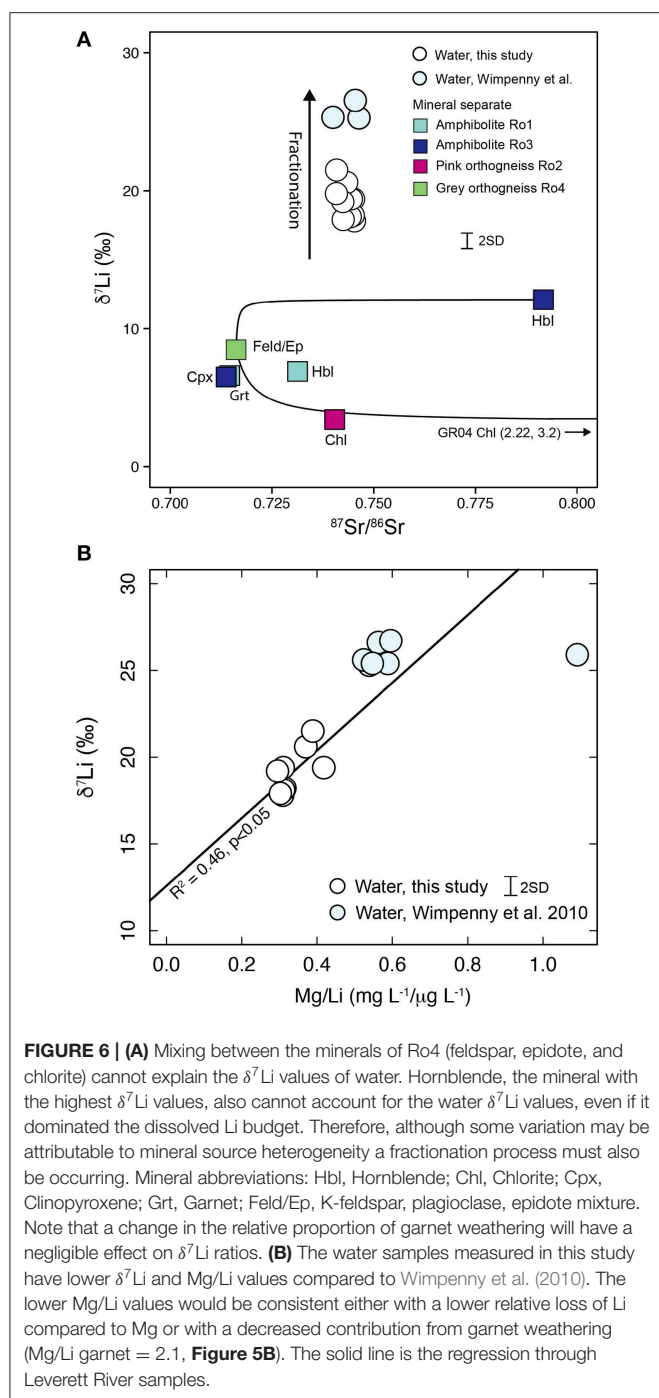 A
30
20
10
0
δ⁷Li (‰)
Fractionation
Water, this study
Water, Wimpenny et al.
Mineral separate
Amphibolite Ro1
Amphibolite Ro3
Pink orthogneiss Ro2
Grey orthogneiss Ro4
2SD
Hbl
Feld/Ep
Cpx
Grt
Hbl
Chl
GR04 Chl (2.22, 3.2)
0.700 0.725 0.750 0.775 0.800
⁸⁷Sr/⁸⁶Sr
B
30
25
20
15
10
δ⁷Li (‰)
R² = 0.46, p<0.05
Water, this study 2SD
Water, Wimpenny et al. 2010
0.0 0.2 0.4 0.6 0.8 1.0
Mg/Li (mg L⁻¹/µg L⁻¹)
FIGURE 6 | (A) Mixing between the minerals of Ro4 (feldspar, epidote, and
chlorite) cannot explain the δ⁷Li values of water. Hornblende, the mineral with
the highest δ⁷Li values, also cannot account for the water δ⁷Li values, even if it
dominated the dissolved Li budget. Therefore, although some variation may be
attributable to mineral source heterogeneity a fractionation process must also
be occurring. Mineral abbreviations: Hbl, Hornblende; Chl, Chlorite; Cpx,
Clinopyroxene; Grt, Garnet; Feld/Ep, K-feldspar, plagioclase, epidote mixture.
Note that a change in the relative proportion of garnet weathering will have a
negligible effect on δ⁷Li ratios. (B) The water samples measured in this study
have lower δ⁷Li and Mg/Li values compared to Wimpenny et al. (2010). The
lower Mg/Li values would be consistent either with a lower relative loss of Li
compared to Mg or with a decreased contribution from garnet weathering
(Mg/Li garnet = 2.1, Figure 5B). The solid line is the regression through
Leverett River samples.